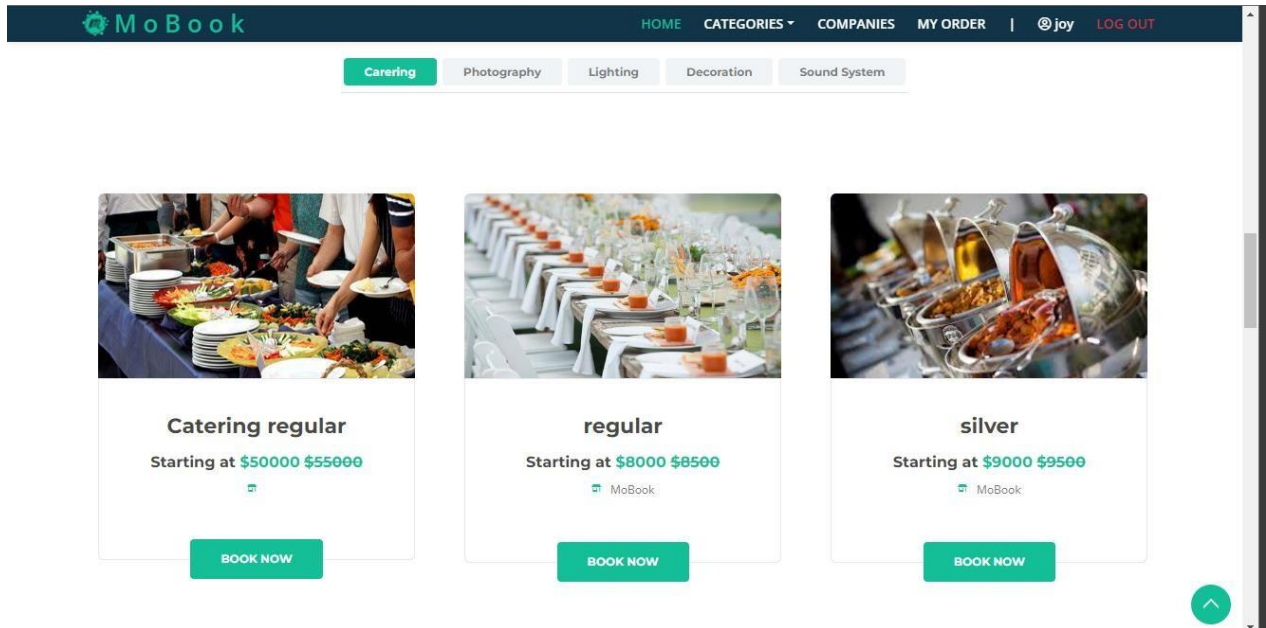 MoBook HOME CATEGORIES COMPANIES MY ORDER | joy LOG OUT
Carering Photography Lighting Decoration Sound System
Catering regular
Starting at $50000 $55000
BOOK NOW
regular
Starting at $8000 $8500
MoBook
BOOK NOW
silver
Starting at $9000 $9500
MoBook
BOOK NOW